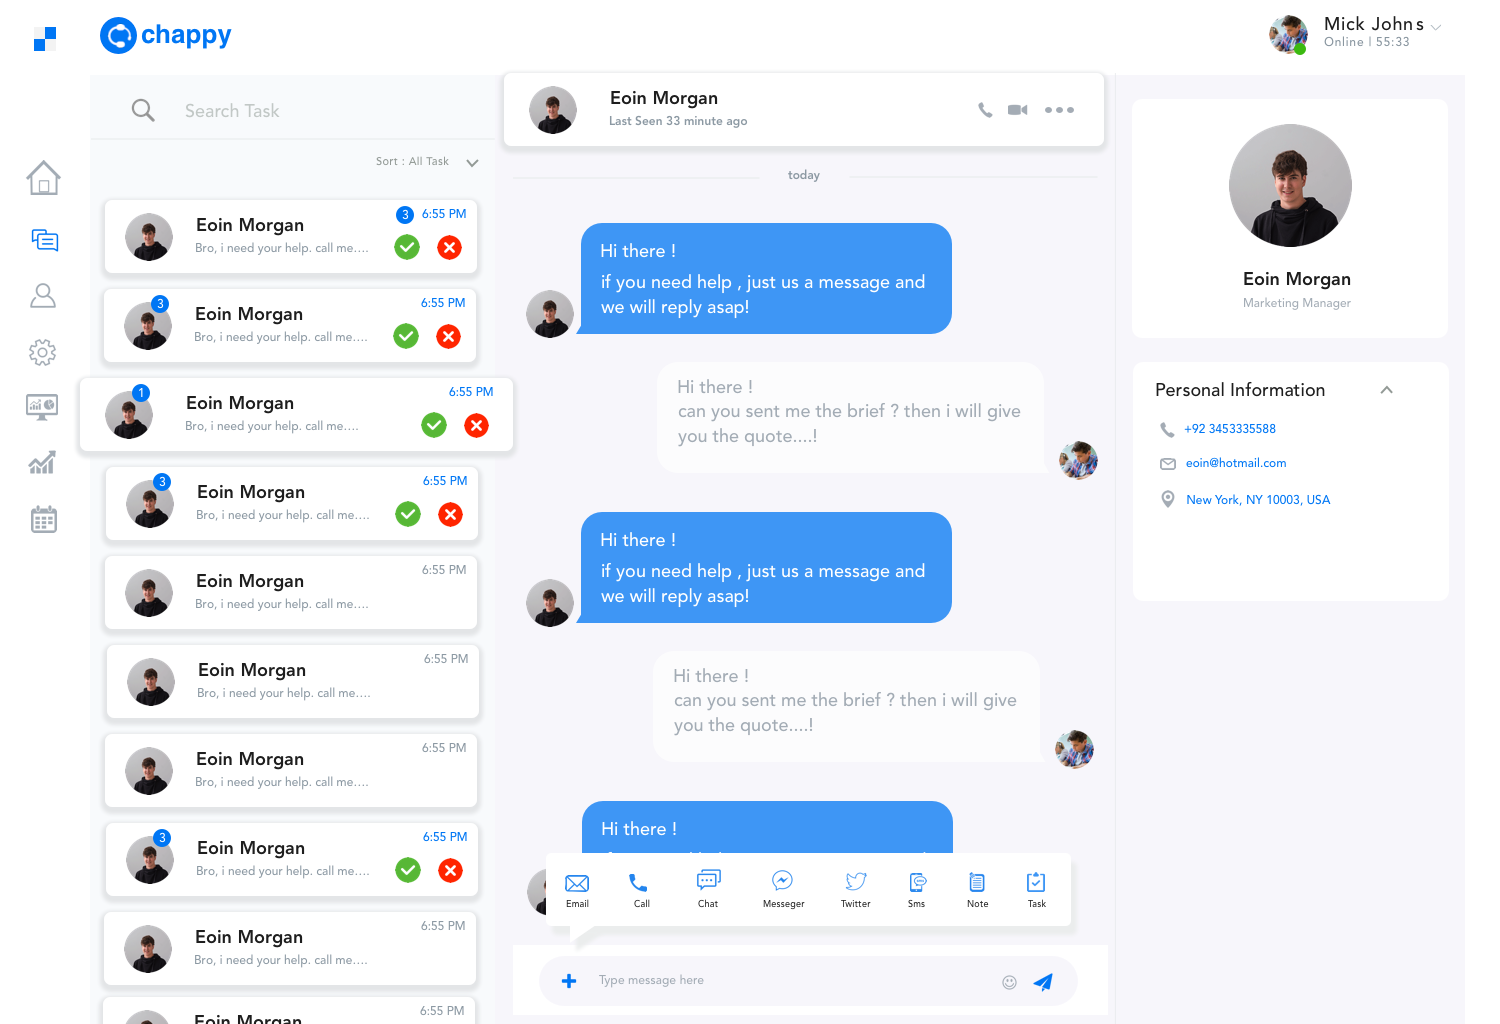 chappy
Mick Johns
Online | 55:33
Search Task
Sort : All Task
Eoin Morgan
Bro, i need your help. call me....
3
6:55 PM
Eoin Morgan
Bro, i need your help. call me....
3
6:55 PM
Eoin Morgan
Bro, i need your help. call me....
1
6:55 PM
Eoin Morgan
Bro, i need your help. call me....
3
6:55 PM
Eoin Morgan
Bro, i need your help. call me....
6:55 PM
Eoin Morgan
Bro, i need your help. call me....
6:55 PM
Eoin Morgan
Bro, i need your help. call me....
6:55 PM
Eoin Morgan
Bro, i need your help. call me....
3
6:55 PM
Eoin Morgan
Bro, i need your help. call me....
6:55 PM
Eoin Morgan
6:55 PM
Eoin Morgan
Last Seen 33 minute ago
today
Hi there !
if you need help , just us a message and
we will reply asap!
Hi there !
can you sent me the brief ? then i will give
you the quote....!
Hi there !
if you need help , just us a message and
we will reply asap!
Hi there !
can you sent me the brief ? then i will give
you the quote....!
Hi there !
Email
Call
Chat
Messeger
Twitter
Sms
Note
Task
Type message here
Eoin Morgan
Marketing Manager
Personal Information
+92 3453335588
eoin@hotmail.com
New York, NY 10003, USA